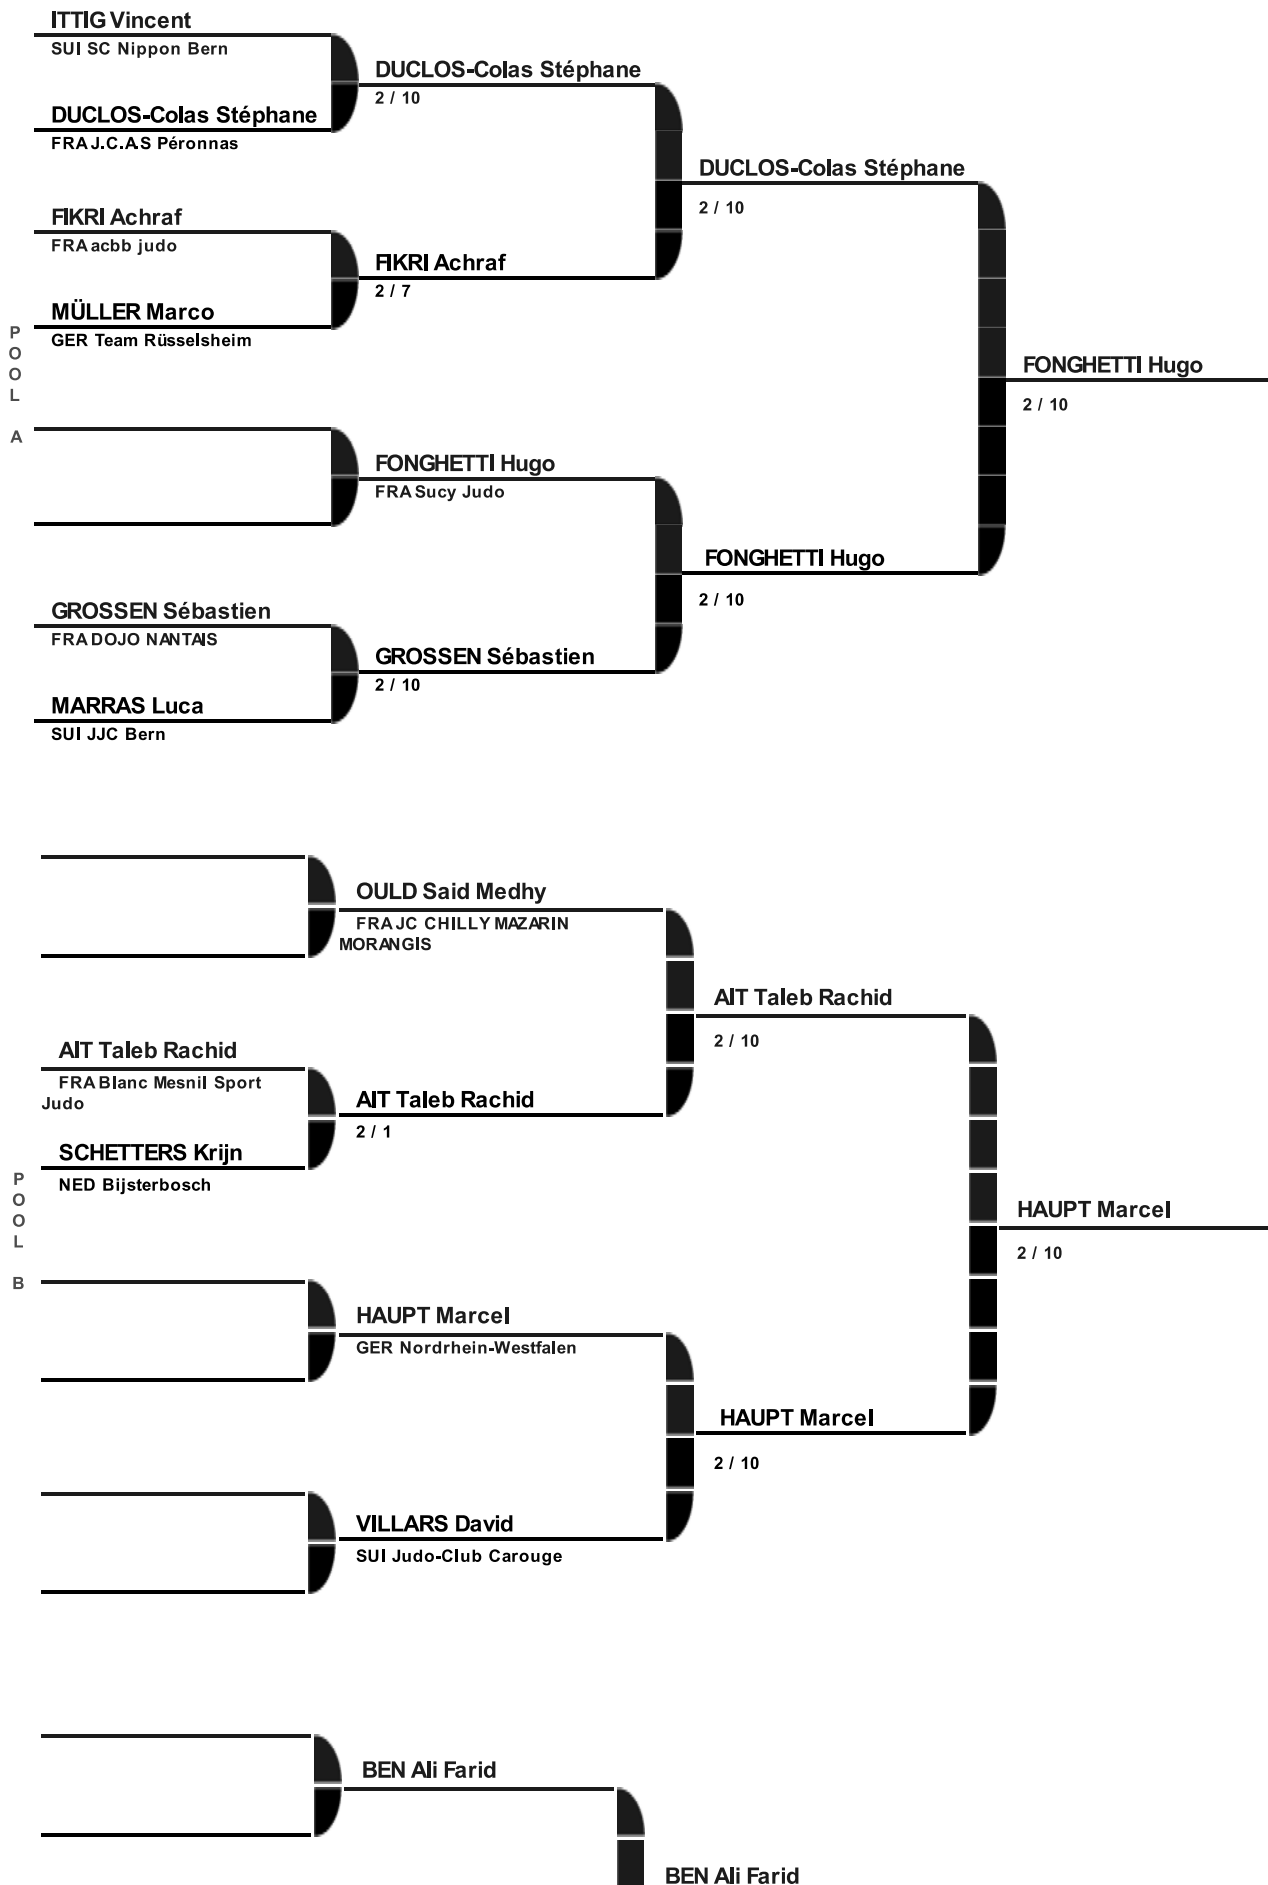 ITTIG Vincent
SUI SC Nippon Bern
DUCLOS-Colas Stéphane
2 / 10
DUCLOS-Colas Stéphane
FRA J.C.A.S Péronnas
DUCLOS-Colas Stéphane
2 / 10
FIKRI Achraf
FRA acbb judo
FIKRI Achraf
2 / 7
MÜLLER Marco
GER Team Rüsselsheim
POOL A
FONGHETTI Hugo
2 / 10
FONGHETTI Hugo
FRA Sucy Judo
FONGHETTI Hugo
2 / 10
GROSSEN Sébastien
FRA DOJO NANTAIS
GROSSEN Sébastien
2 / 10
MARRAS Luca
SUI JJC Bern
OULD Said Medhy
FRA JC CHILLY MAZARIN
MORANGIS
AIT Taleb Rachid
2 / 10
AIT Taleb Rachid
FRA Blanc Mesnil Sport
Judo
AIT Taleb Rachid
2 / 1
SCHETTERS Krijn
NED Bijsterbosch
POOL B
HAUPT Marcel
2 / 10
HAUPT Marcel
GER Nordrhein-Westfalen
HAUPT Marcel
2 / 10
VILLARS David
SUI Judo-Club Carouge
BEN Ali Farid
BEN Ali Farid